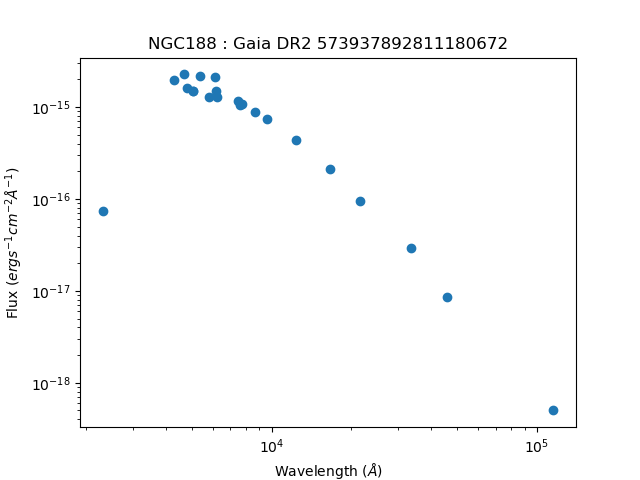 NGC188 : Gaia DR2 573937892811180672
10⁻¹⁵
10⁻¹⁶
10⁻¹⁷
10⁻¹⁸
Flux (ergs⁻¹cm⁻²Å⁻¹)
10⁴
10⁵
Wavelength (Å)